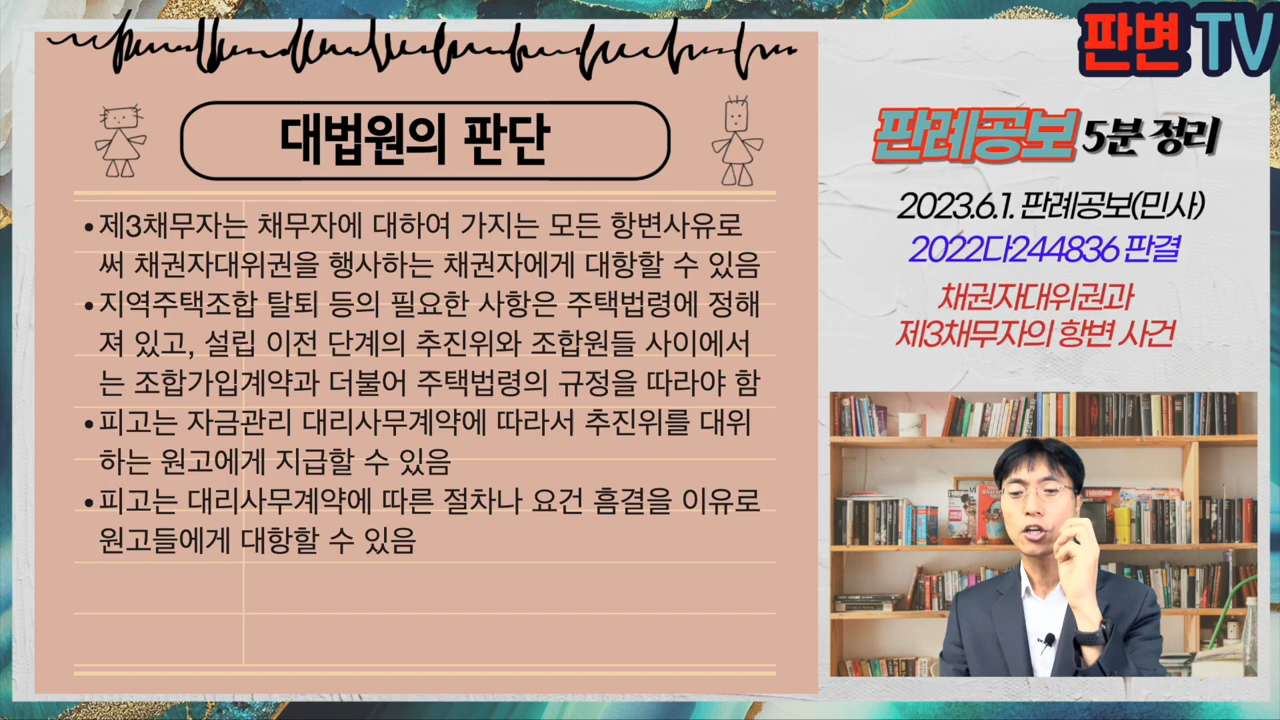 판변 TV
대법원의 판단
• 제3채무자는 채무자에 대하여 가지는 모든 항변사유로
써 채권자대위권을 행사하는 채권자에게 대항할 수 있음
• 지역주택조합 탈퇴 등의 필요한 사항은 주택법령에 정해
져 있고, 설립 이전 단계의 추진위와 조합원들 사이에서
는 조합가입계약과 더불어 주택법령의 규정을 따라야 함
• 피고는 자금관리 대리사무계약에 따라서 추진위를 대위
하는 원고에게 지급할 수 있음
• 피고는 대리사무계약에 따른 절차나 요건 흠결을 이유로
원고들에게 대항할 수 있음
판례공보 5분 정리
2023.6.1. 판례공보(민사)
2022다244836 판결
채권자대위권과
제3채무자의 항변 사건